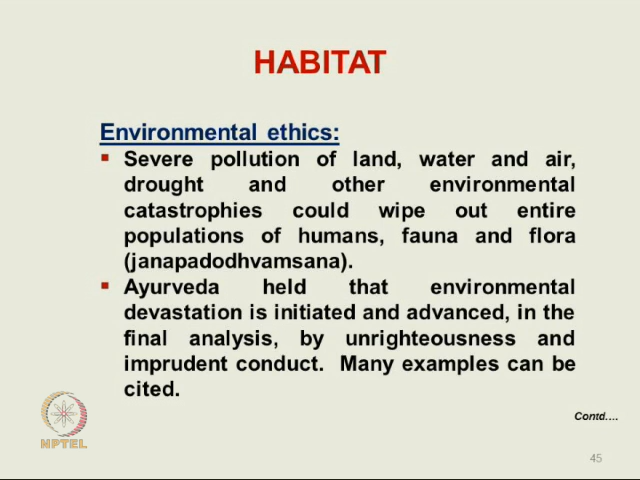 HABITAT
Environmental ethics:
▪ Severe pollution of land, water and air,
drought and other environmental
catastrophies could wipe out entire
populations of humans, fauna and flora
(janapadodhvamsana).
▪ Ayurveda held that environmental
devastation is initiated and advanced, in the
final analysis, by unrighteousness and
imprudent conduct. Many examples can be
cited.
Contd....
NPTEL
45